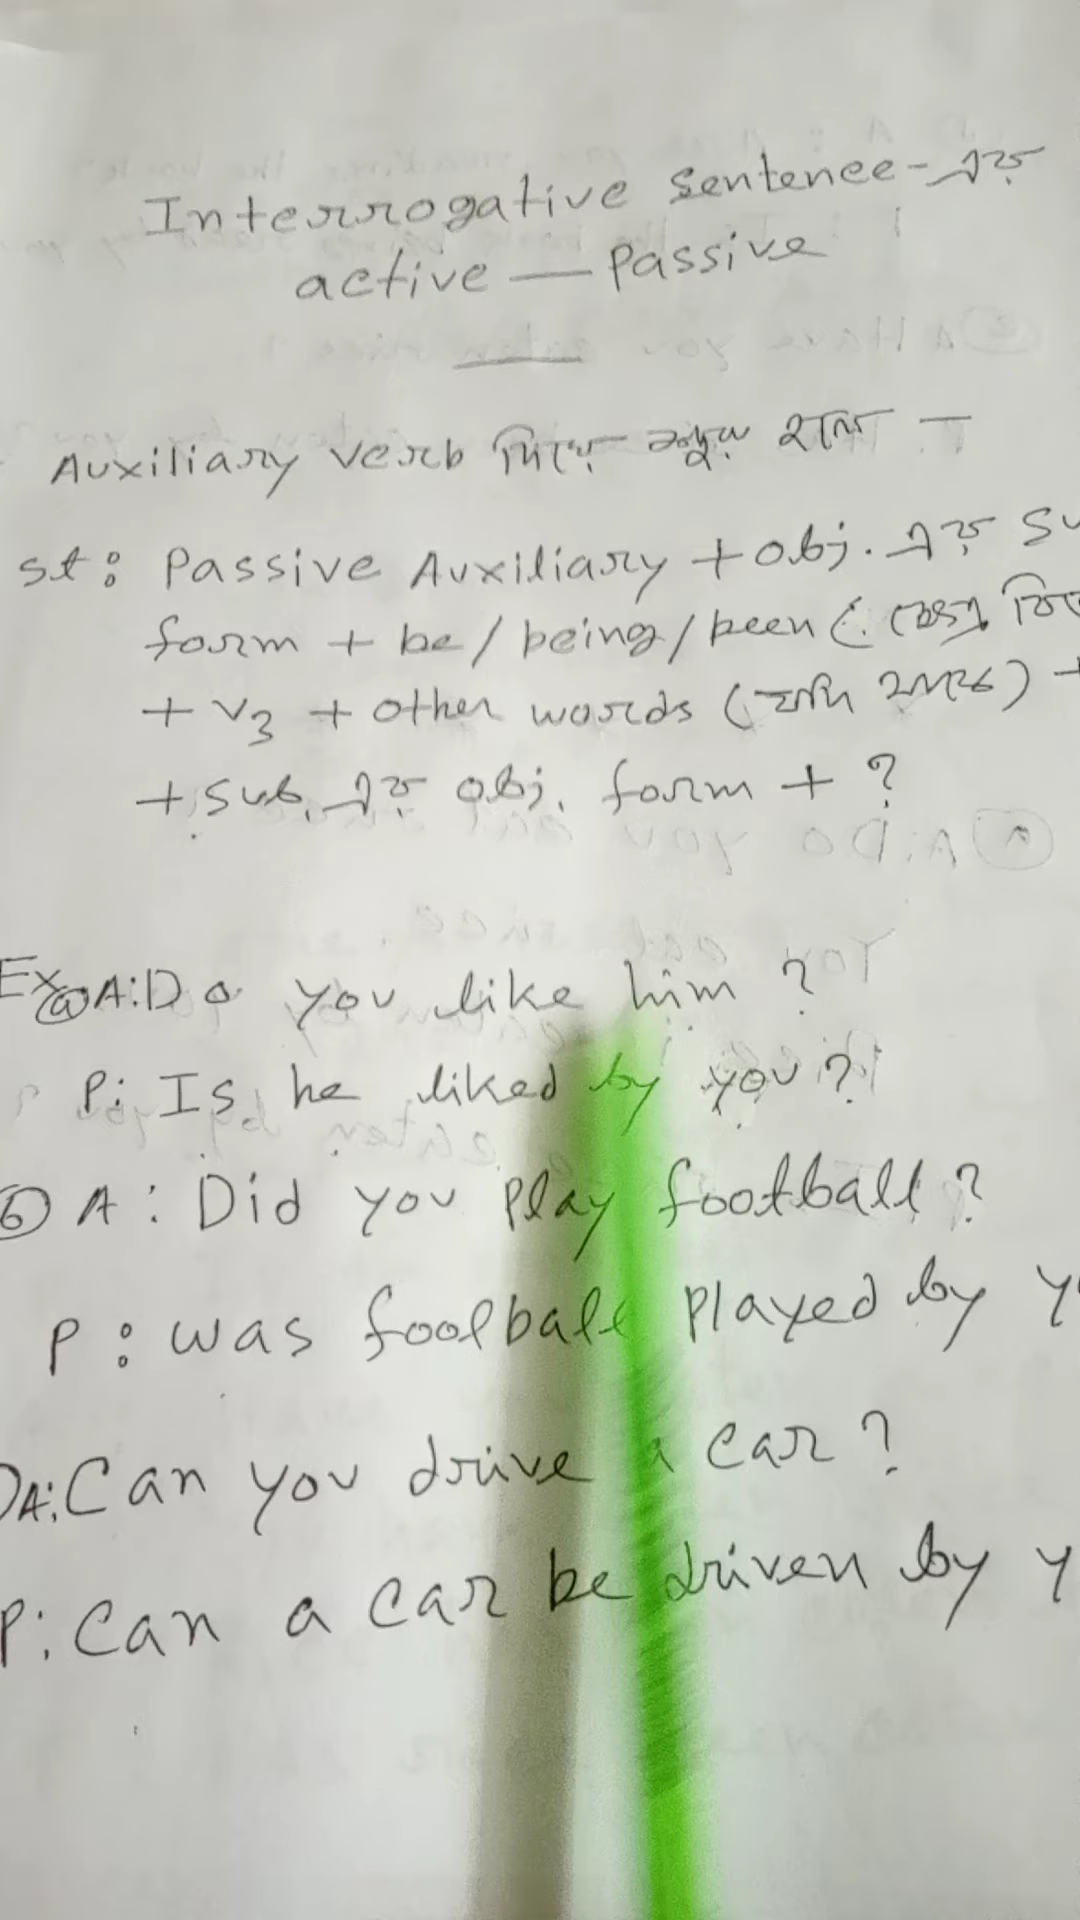 Interrogative Sentence-এর
active — Passive
Auxiliary verb দিয়ে শুরু হলে —
St: Passive Auxiliary + obj. এর Su
form + be/being/been (
+ v3 + other words (যদি থাকে) +
+ Sub. এর obj. form + ?
Ex. (a) A: Do you like him ?
P: Is he liked by you ?
(b) A: Did you Play football ?
P: was football Played by y
A: Can you drive a car ?
P: Can a car be driven by y